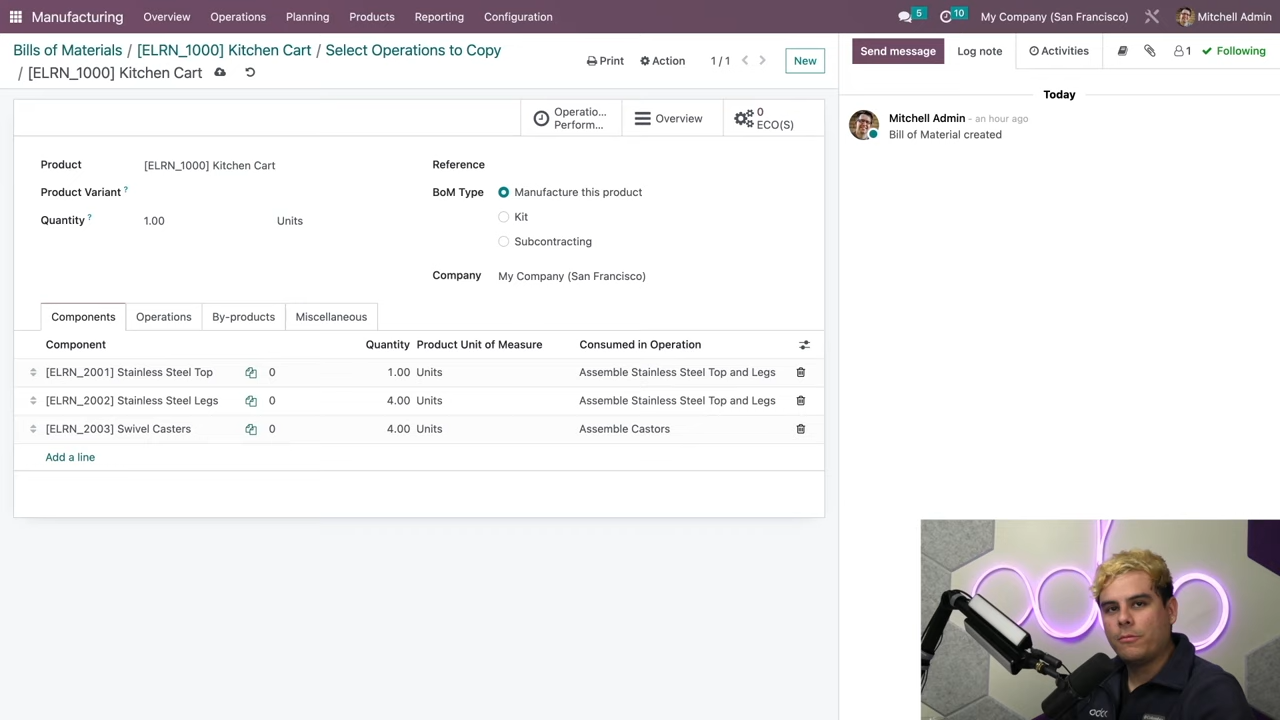 Manufacturing Overview Operations Planning Products Reporting Configuration 5 10 My Company (San Francisco) Mitchell Admin
Bills of Materials / [ELRN_1000] Kitchen Cart / Select Operations to Copy
/ [ELRN_1000] Kitchen Cart
Print Action 1 / 1 New
Send message Log note Activities 1 Following
Operatio... Perform...
Overview
0 ECO(S)
Product [ELRN_1000] Kitchen Cart
Product Variant ?
Quantity ? 1.00 Units
Reference
BoM Type Manufacture this product
Kit
Subcontracting
Company My Company (San Francisco)
Components Operations By-products Miscellaneous
Component Quantity Product Unit of Measure Consumed in Operation
[ELRN_2001] Stainless Steel Top 0 1.00 Units Assemble Stainless Steel Top and Legs
[ELRN_2002] Stainless Steel Legs 0 4.00 Units Assemble Stainless Steel Top and Legs
[ELRN_2003] Swivel Casters 0 4.00 Units Assemble Castors
Add a line
Today
Mitchell Admin - an hour ago
Bill of Material created
odoo